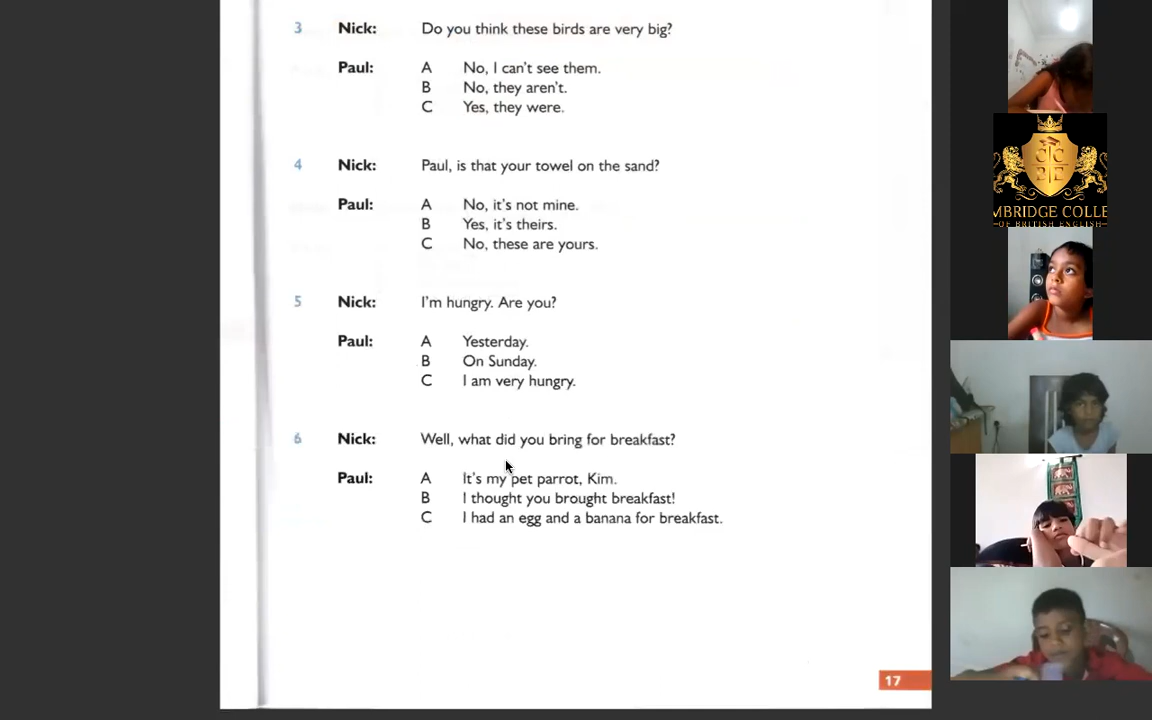 3 Nick: Do you think these birds are very big?
Paul: A No, I can't see them.
B No, they aren't.
C Yes, they were.
4 Nick: Paul, is that your towel on the sand?
Paul: A No, it's not mine.
B Yes, it's theirs.
C No, these are yours.
5 Nick: I'm hungry. Are you?
Paul: A Yesterday.
B On Sunday.
C I am very hungry.
6 Nick: Well, what did you bring for breakfast?
Paul: A It's my pet parrot, Kim.
B I thought you brought breakfast!
C I had an egg and a banana for breakfast.
17
MBRIDGE COLLE
OF BRITISH ENGLISH